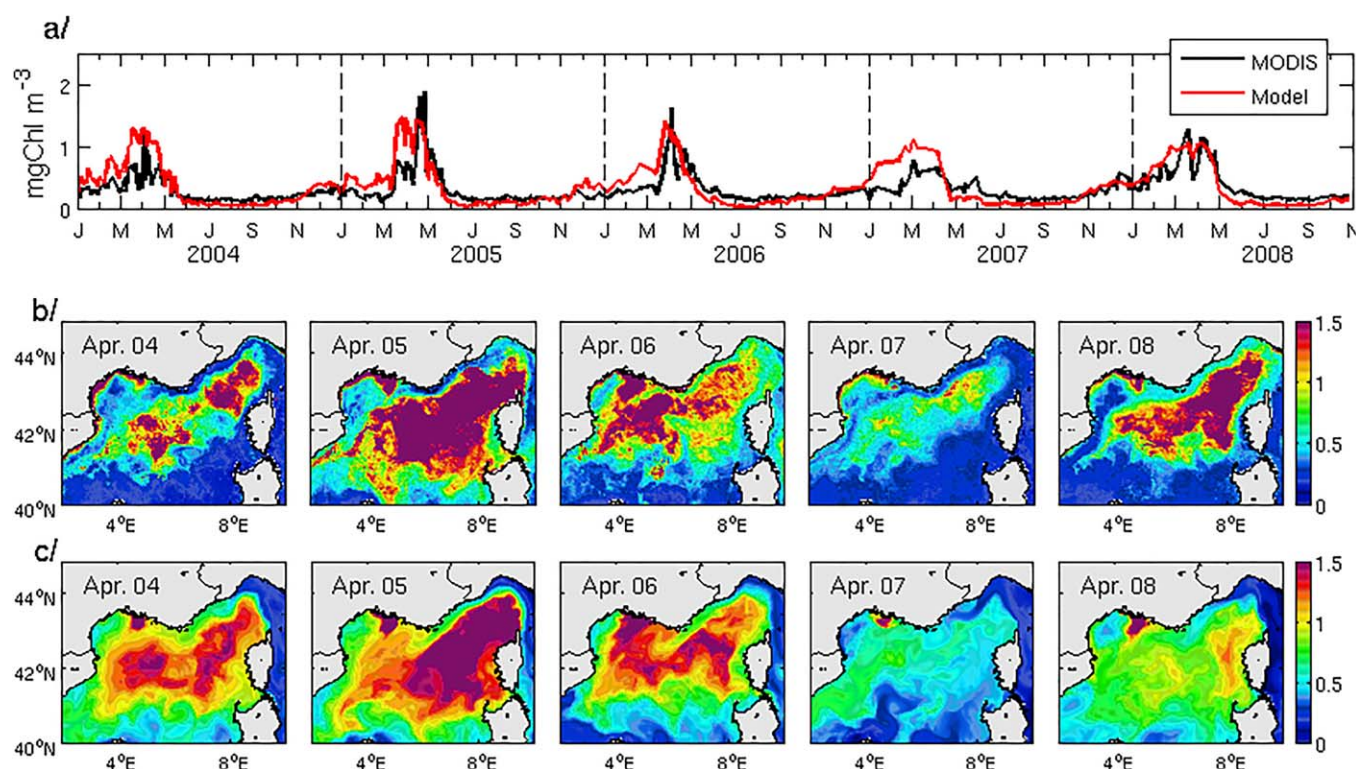 a/
mgChl m⁻³
2
1
0
MODIS
Model
J M M J S N J M M J S N J M M J S N J M M J S N J M M J S N
2004 2005 2006 2007 2008
b/
44°N
42°N
40°N
Apr. 04 Apr. 05 Apr. 06 Apr. 07 Apr. 08
1.5
1
0.5
0
4°E 8°E 4°E 8°E 4°E 8°E 4°E 8°E 4°E 8°E
c/
44°N
42°N
40°N
Apr. 04 Apr. 05 Apr. 06 Apr. 07 Apr. 08
1.5
1
0.5
0
4°E 8°E 4°E 8°E 4°E 8°E 4°E 8°E 4°E 8°E